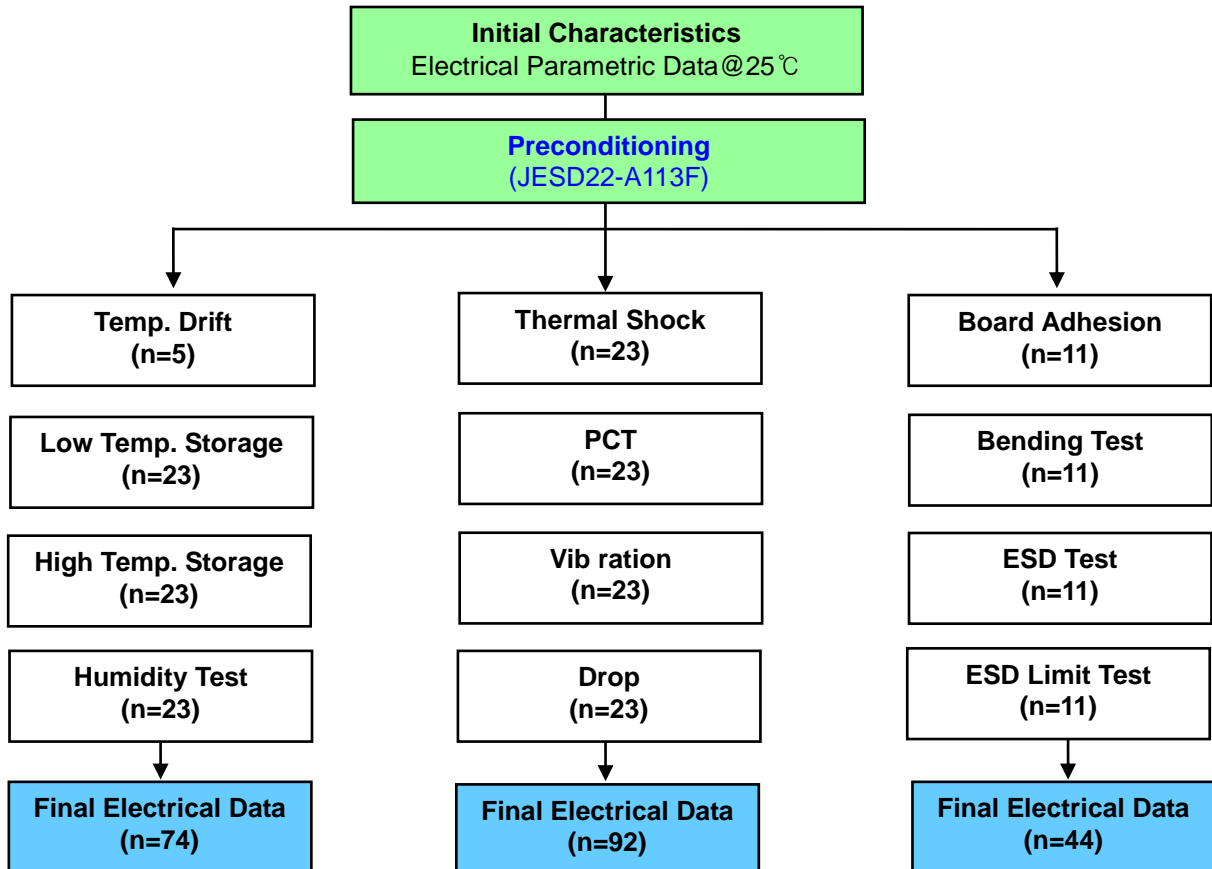 Initial Characteristics
Electrical Parametric Data@25℃
Preconditioning
(JESD22-A113F)
Temp. Drift
(n=5)
Low Temp. Storage
(n=23)
High Temp. Storage
(n=23)
Humidity Test
(n=23)
Final Electrical Data
(n=74)
Thermal Shock
(n=23)
PCT
(n=23)
Vib ration
(n=23)
Drop
(n=23)
Final Electrical Data
(n=92)
Board Adhesion
(n=11)
Bending Test
(n=11)
ESD Test
(n=11)
ESD Limit Test
(n=11)
Final Electrical Data
(n=44)